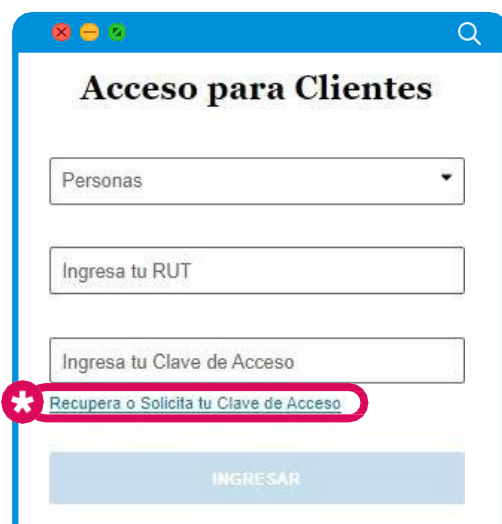 Acceso para Clientes
Personas
Ingresa tu RUT
Ingresa tu Clave de Acceso
* Recupera o Solicita tu Clave de Acceso
INGRESAR